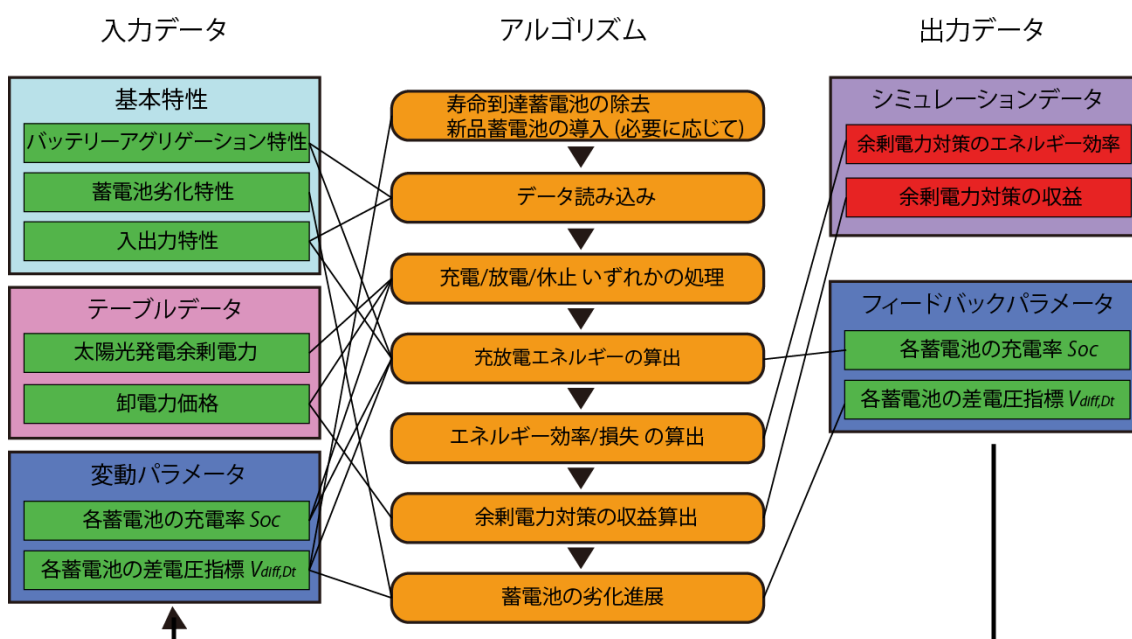 入力データ
基本特性
バッテリーアグリゲーション特性
蓄電池劣化特性
入出力特性
テーブルデータ
太陽光発電余剰電力
卸電力価格
変動パラメータ
各蓄電池の充電率 Soc
各蓄電池の差電圧指標 Vdiff,Dt
アルゴリズム
寿命到達蓄電池の除去
新品蓄電池の導入 (必要に応じて)
データ読み込み
充電/放電/休止 いずれかの処理
充放電エネルギーの算出
エネルギー効率/損失 の算出
余剰電力対策の収益算出
蓄電池の劣化進展
出力データ
シミュレーションデータ
余剰電力対策のエネルギー効率
余剰電力対策の収益
フィードバックパラメータ
各蓄電池の充電率 Soc
各蓄電池の差電圧指標 Vdiff,Dt